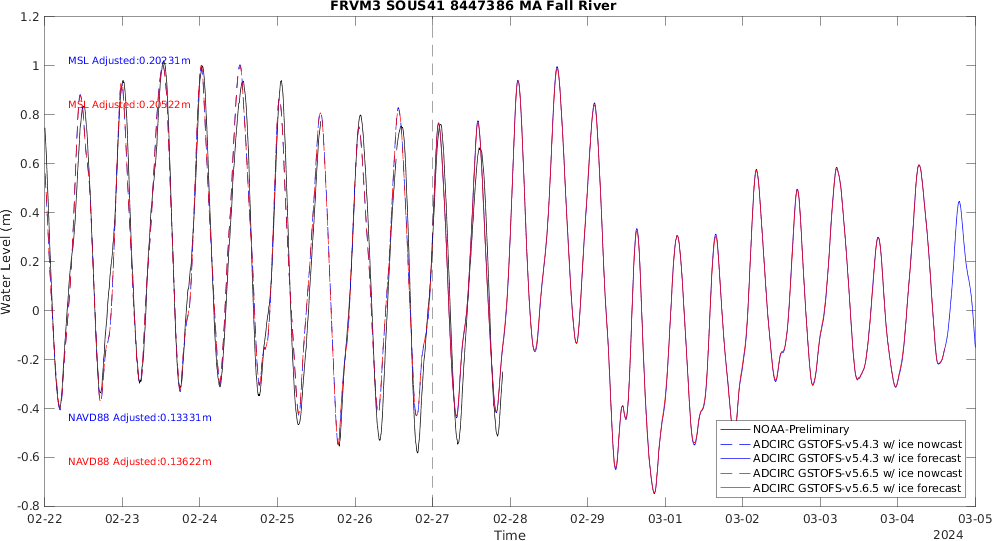 FRVM3 SOUS41 8447386 MA Fall River
1.2
1
0.8
0.6
0.4
0.2
0
-0.2
-0.4
-0.6
-0.8
Water Level (m)
MSL Adjusted:0.20231m
MSL Adjusted:0.20522m
NAVD88 Adjusted:0.13331m
NAVD88 Adjusted:0.13622m
NOAA-Preliminary
ADCIRC GSTOFS-v5.4.3 w/ ice nowcast
ADCIRC GSTOFS-v5.4.3 w/ ice forecast
ADCIRC GSTOFS-v5.6.5 w/ ice nowcast
ADCIRC GSTOFS-v5.6.5 w/ ice forecast
02-22 02-23 02-24 02-25 02-26 02-27 02-28 02-29 03-01 03-02 03-03 03-04 03-05
Time
2024